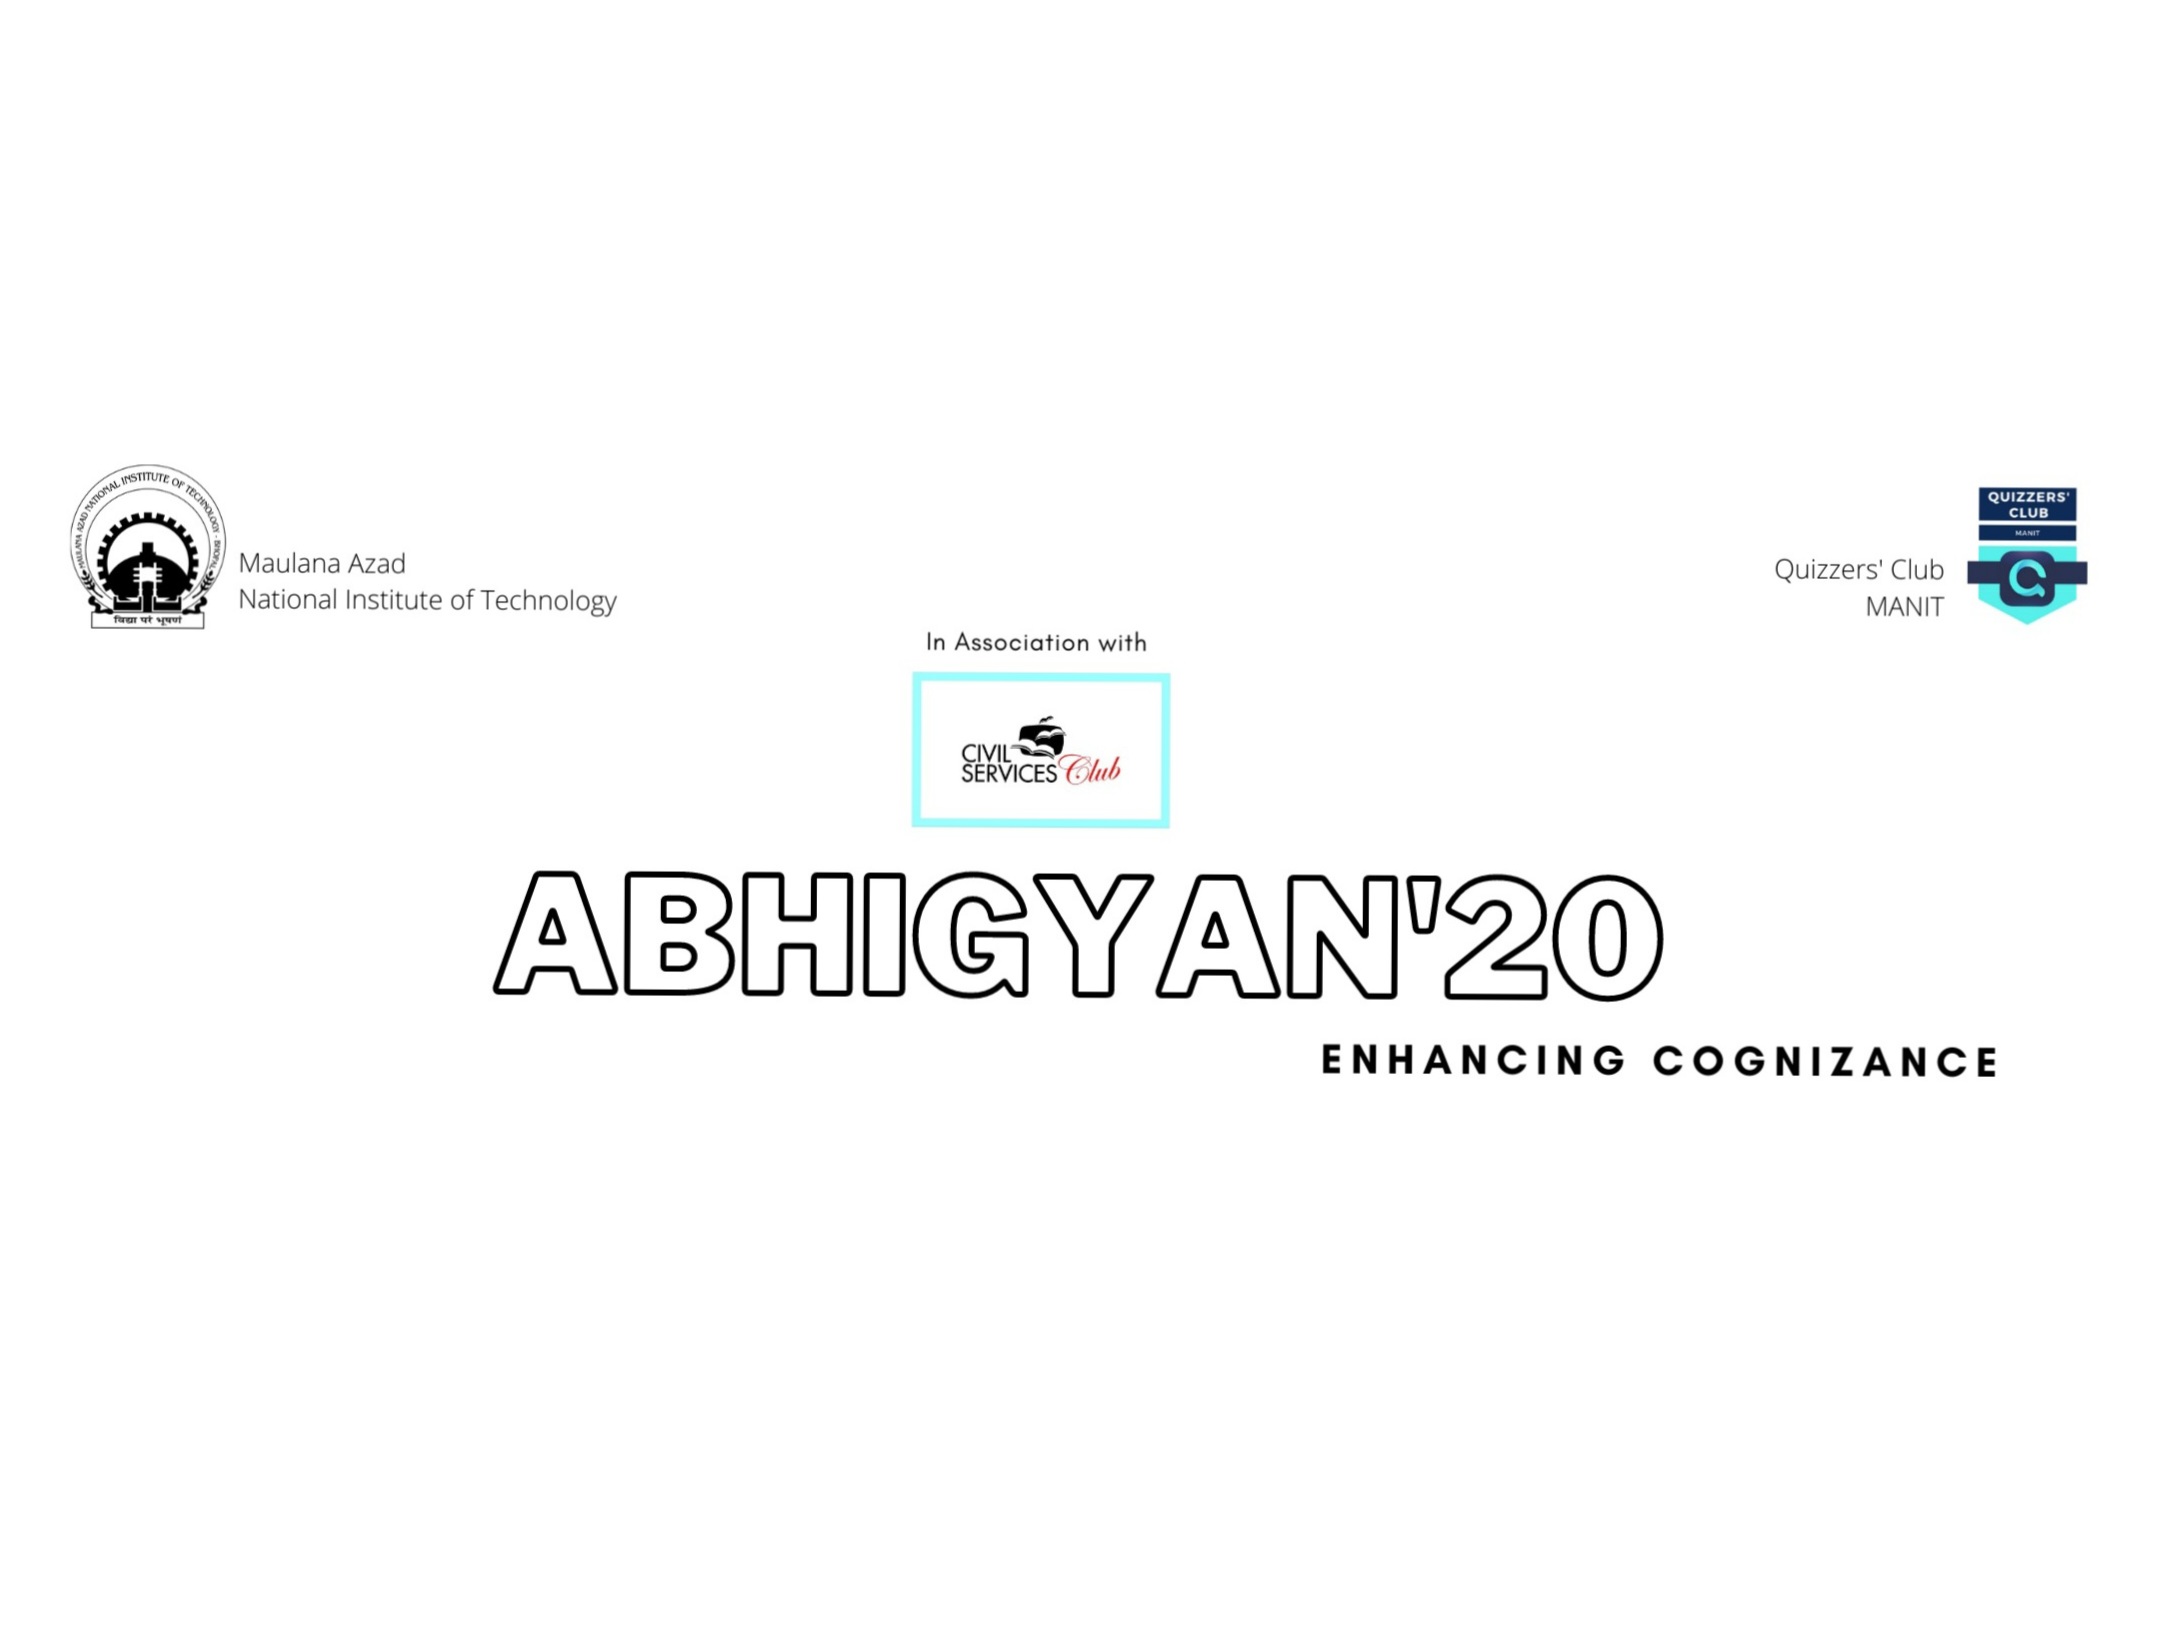 MAULANA AZAD NATIONAL INSTITUTE OF TECHNOLOGY - BHOPAL
विद्या परं भूषणं
Maulana Azad
National Institute of Technology
QUIZZERS'
CLUB
MANIT
Quizzers' Club
MANIT
In Association with
CIVIL
SERVICES Club
ABHIGYAN'20
ENHANCING COGNIZANCE